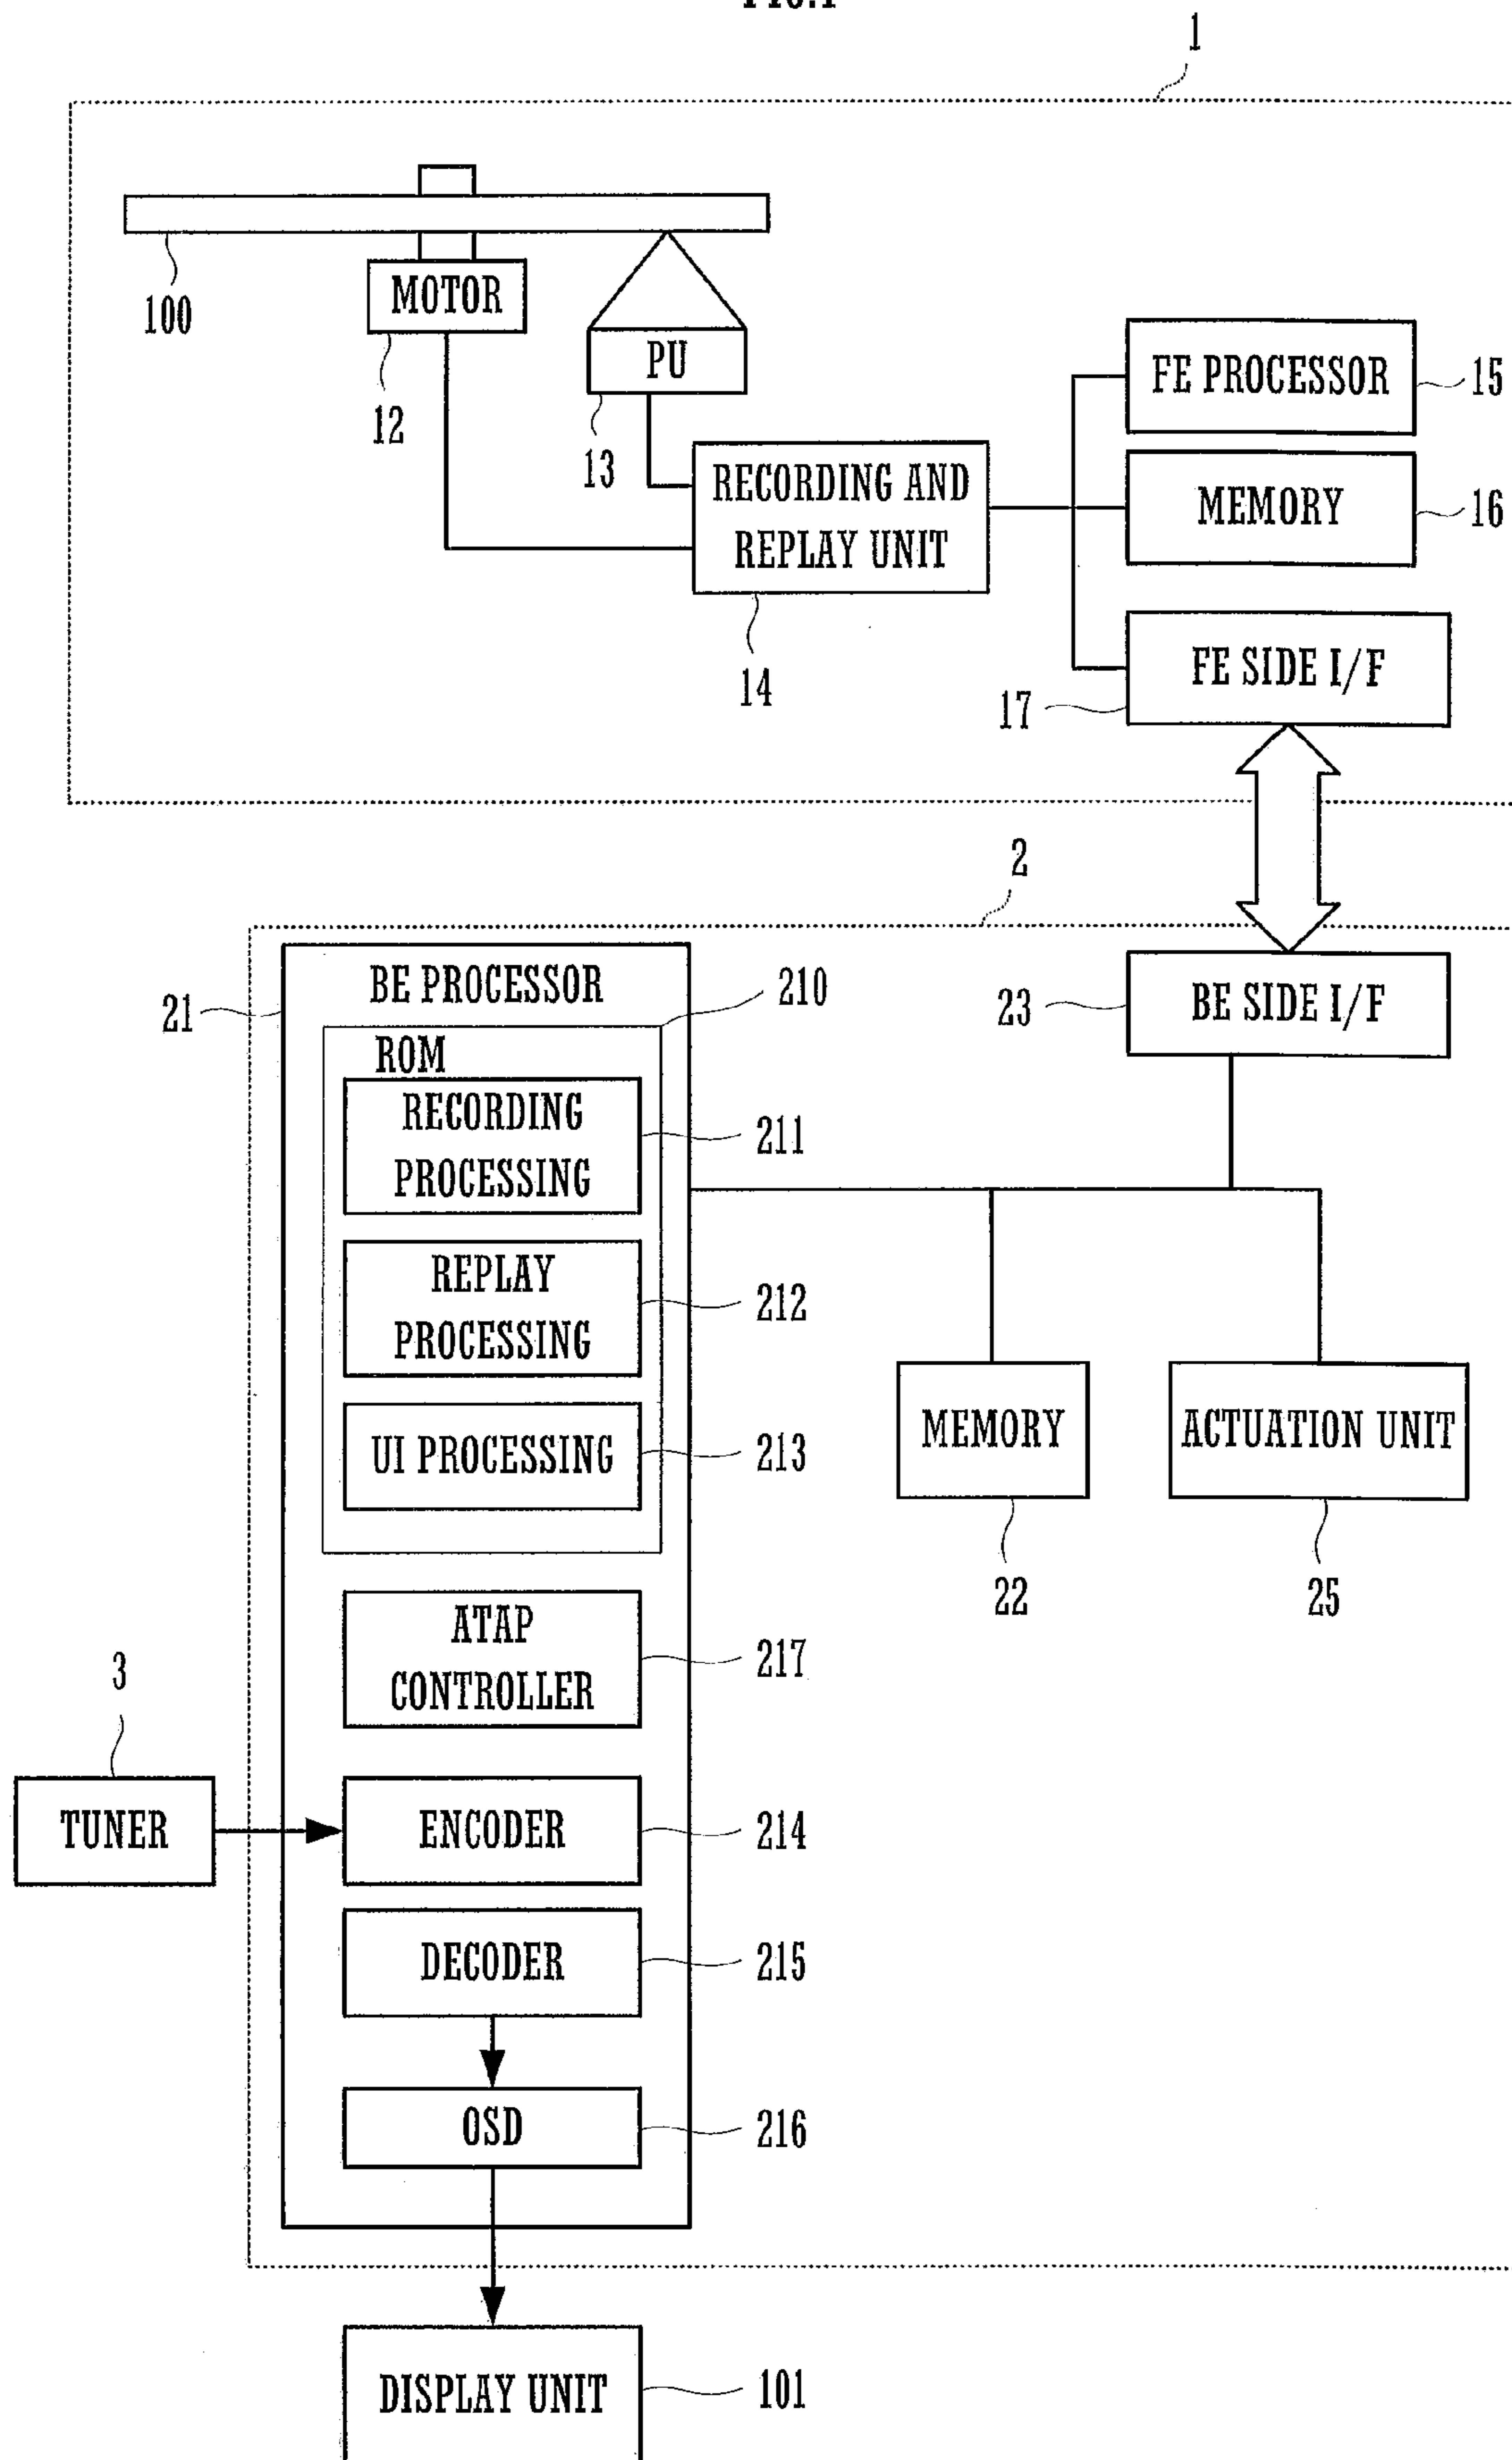 1
100
MOTOR
12
PU
13
RECORDING AND
REPLAY UNIT
14
FE PROCESSOR
15
MEMORY
16
FE SIDE I/F
17
2
BE PROCESSOR
21
210
ROM
RECORDING
PROCESSING
211
REPLAY
PROCESSING
212
UI PROCESSING
213
BE SIDE I/F
23
MEMORY
22
ACTUATION UNIT
25
ATAP
CONTROLLER
217
3
TUNER
ENCODER
214
DECODER
215
OSD
216
DISPLAY UNIT
101